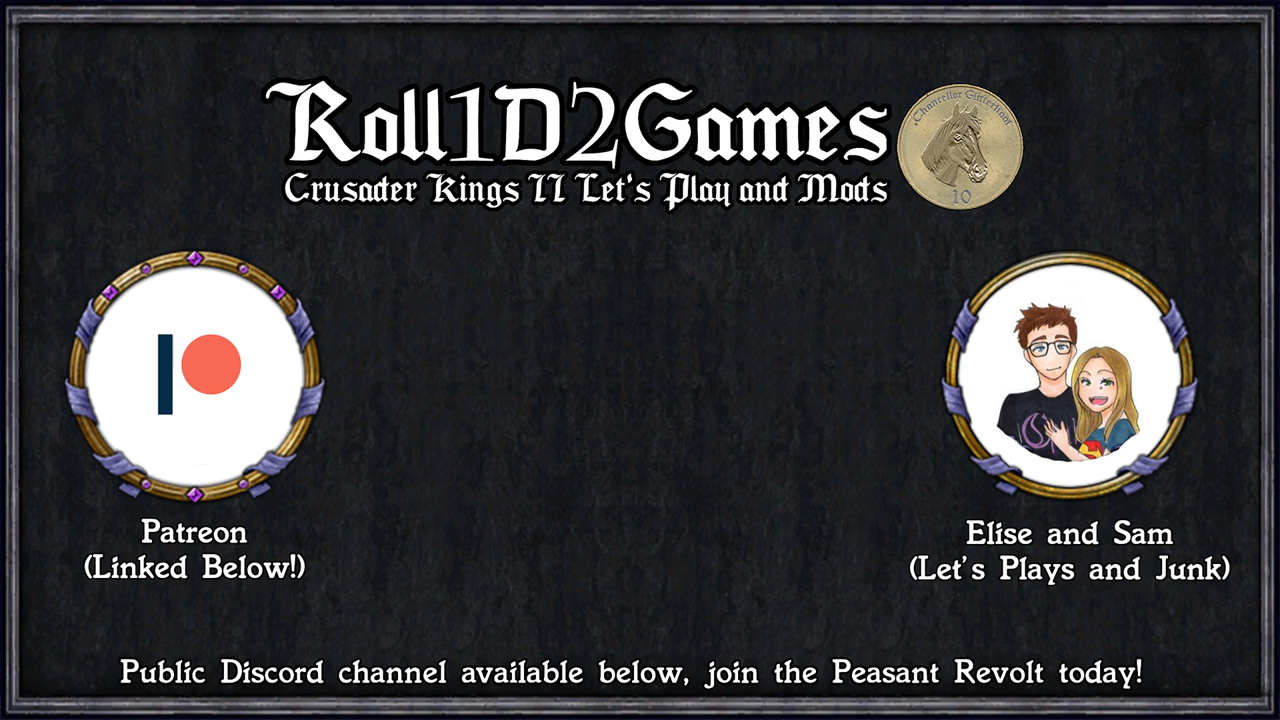 Roll1D2Games
Chancellor Glitterhoof
10
Crusader Kings II Let's Play and Mods
Patreon
(Linked Below!)
Elise and Sam
(Let's Plays and Junk)
Public Discord channel available below, join the Peasant Revolt today!